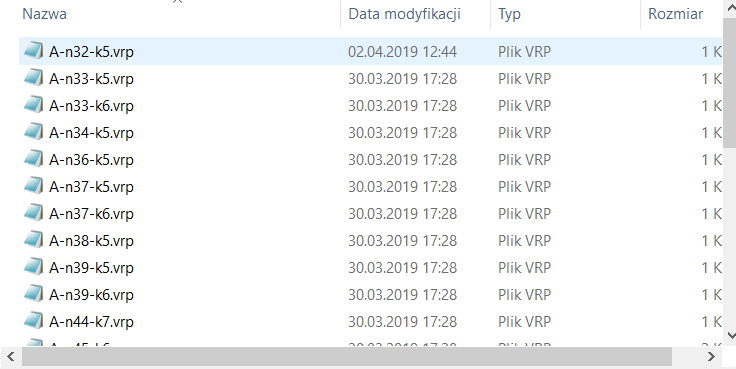 Nazwa Data modyfikacji Typ Rozmiar
A-n32-k5.vrp 02.04.2019 12:44 Plik VRP 1 K
A-n33-k5.vrp 30.03.2019 17:28 Plik VRP 1 K
A-n33-k6.vrp 30.03.2019 17:28 Plik VRP 1 K
A-n34-k5.vrp 30.03.2019 17:28 Plik VRP 1 K
A-n36-k5.vrp 30.03.2019 17:28 Plik VRP 1 K
A-n37-k5.vrp 30.03.2019 17:28 Plik VRP 1 K
A-n37-k6.vrp 30.03.2019 17:28 Plik VRP 1 K
A-n38-k5.vrp 30.03.2019 17:28 Plik VRP 1 K
A-n39-k5.vrp 30.03.2019 17:28 Plik VRP 1 K
A-n39-k6.vrp 30.03.2019 17:28 Plik VRP 1 K
A-n44-k7.vrp 30.03.2019 17:28 Plik VRP 1 K